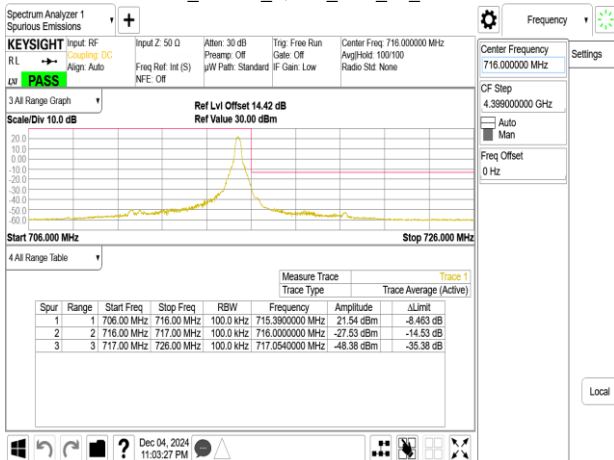 Spectrum Analyzer 1
Spurious Emissions
+
Frequency
KEYSIGHT Input: RF Input Z: 50 Ω Atten: 30 dB Trig: Free Run Center Freq: 716.000000 MHz
RL Coupling: DC Preamp: Off Gate: Off Avg|Hold: 100/100
Align: Auto Freq Ref: Int (S) µW Path: Standard IF Gain: Low Radio Std: None
NFE: Off
LXI PASS
Center Frequency
716.000000 MHz
Settings
CF Step
4.399000000 GHz
Auto
Man
Freq Offset
0 Hz
3 All Range Graph
Ref Lvl Offset 14.42 dB
Scale/Div 10.0 dB Ref Value 30.00 dBm
20.0
10.0
0.00
-10.0
-20.0
-30.0
-40.0
-50.0
-60.0
Start 706.000 MHz Stop 726.000 MHz
4 All Range Table
Measure Trace Trace 1
Trace Type Trace Average (Active)
Spur Range Start Freq Stop Freq RBW Frequency Amplitude ΔLimit
1 1 706.00 MHz 716.00 MHz 100.0 kHz 715.3900000 MHz 21.54 dBm -8.463 dB
2 2 716.00 MHz 717.00 MHz 100.0 kHz 716.0000000 MHz -27.53 dBm -14.53 dB
3 3 717.00 MHz 726.00 MHz 100.0 kHz 717.0540000 MHz -48.38 dBm -35.38 dB
Local
? Dec 04, 2024
11:03:27 PM